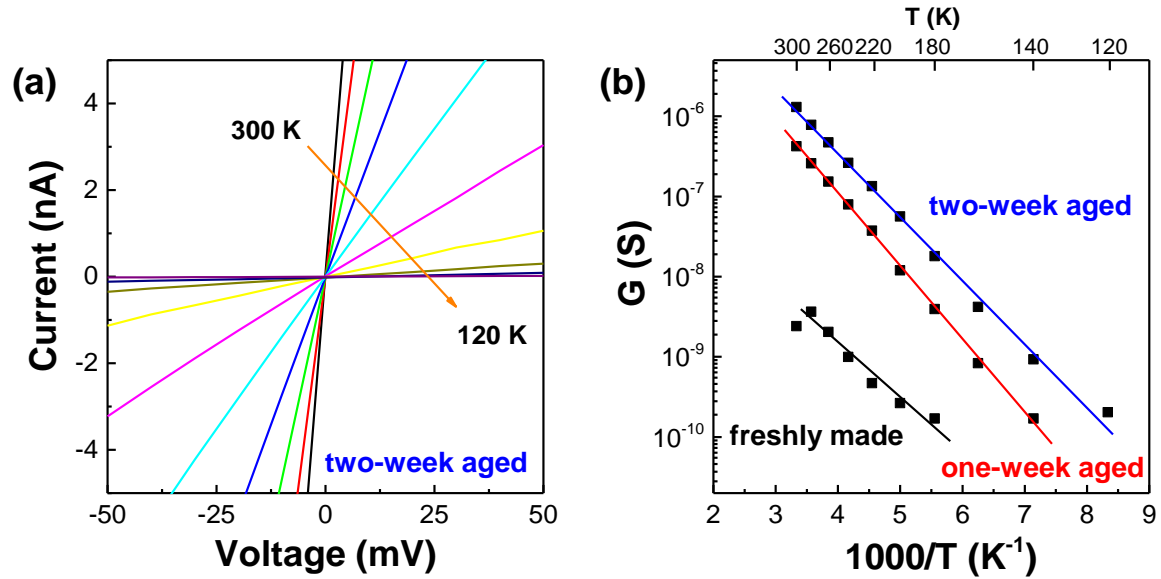 (a)
Current (nA)
4
2
0
-2
-4
300 K
120 K
two-week aged
-50
-25
0
25
50
Voltage (mV)
T (K)
300 260 220 180 140 120
(b)
G (S)
10⁻⁶
10⁻⁷
10⁻⁸
10⁻⁹
10⁻¹⁰
two-week aged
freshly made
one-week aged
2 3 4 5 6 7 8 9
1000/T (K⁻¹)